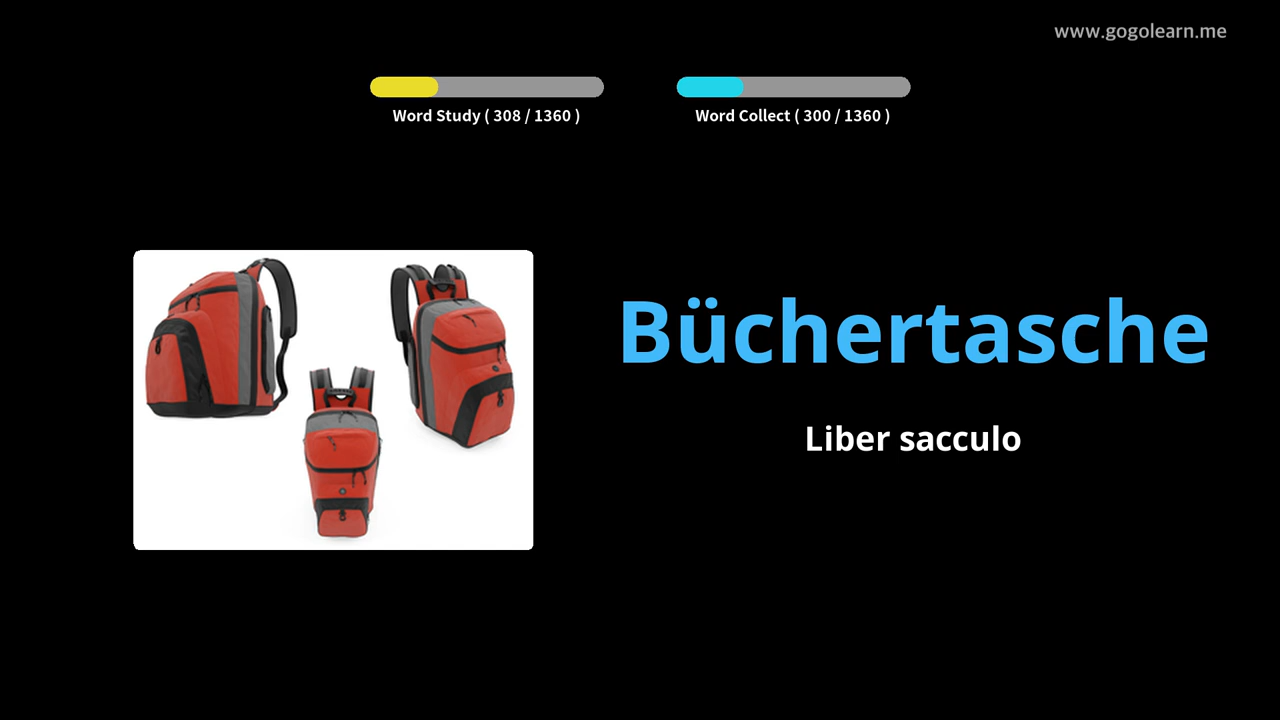 www.gogolearn.me
Word Study ( 308 / 1360 )
Word Collect ( 300 / 1360 )
Büchertasche
Liber sacculo